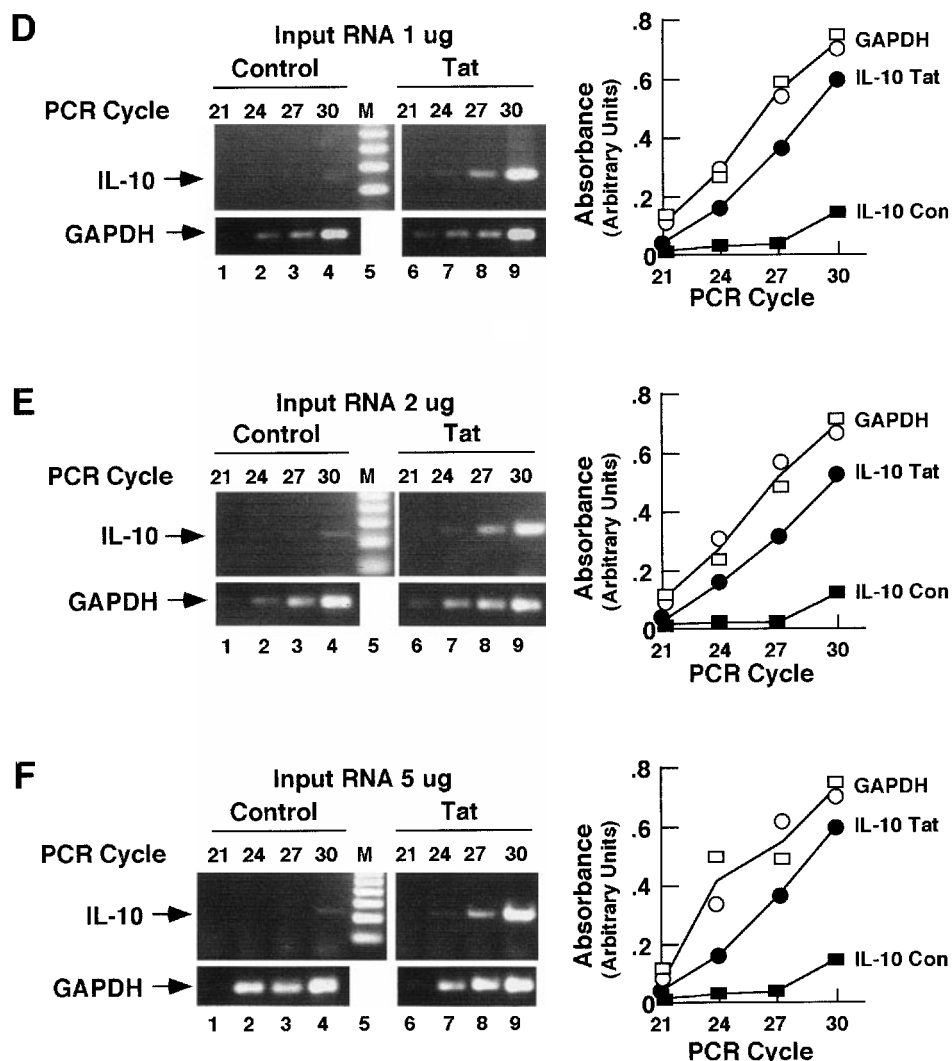 D
Input RNA 1 ug
Control Tat
PCR Cycle 21 24 27 30 M 21 24 27 30
IL-10
GAPDH
1 2 3 4 5 6 7 8 9
Absorbance
(Arbitrary Units)
.8
.6
.4
.2
0
21 24 27 30
PCR Cycle
GAPDH
IL-10 Tat
IL-10 Con
E
Input RNA 2 ug
Control Tat
PCR Cycle 21 24 27 30 M 21 24 27 30
IL-10
GAPDH
1 2 3 4 5 6 7 8 9
Absorbance
(Arbitrary Units)
.8
.6
.4
.2
0
21 24 27 30
PCR Cycle
GAPDH
IL-10 Tat
IL-10 Con
F
Input RNA 5 ug
Control Tat
PCR Cycle 21 24 27 30 M 21 24 27 30
IL-10
GAPDH
1 2 3 4 5 6 7 8 9
Absorbance
(Arbitrary Units)
.8
.6
.4
.2
0
21 24 27 30
PCR Cycle
GAPDH
IL-10 Tat
IL-10 Con